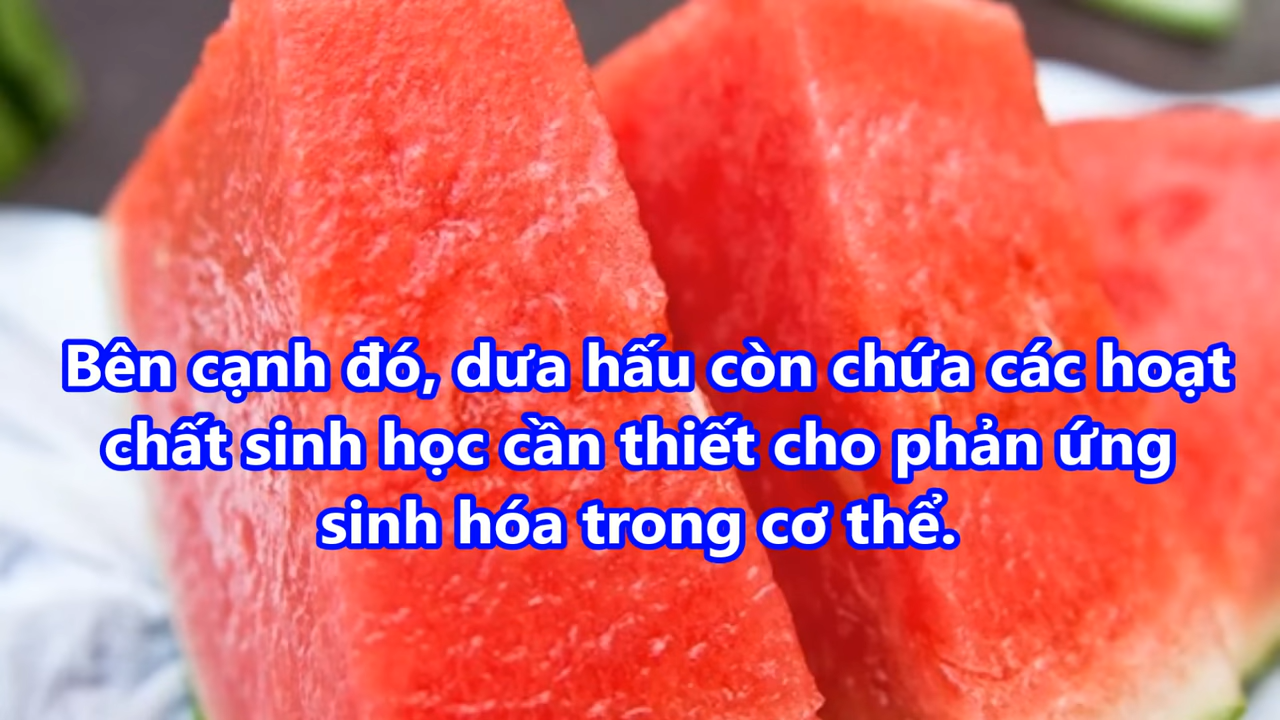 Bên cạnh đó, dưa hấu còn chứa các hoạt
chất sinh học cần thiết cho phản ứng
sinh hóa trong cơ thể.